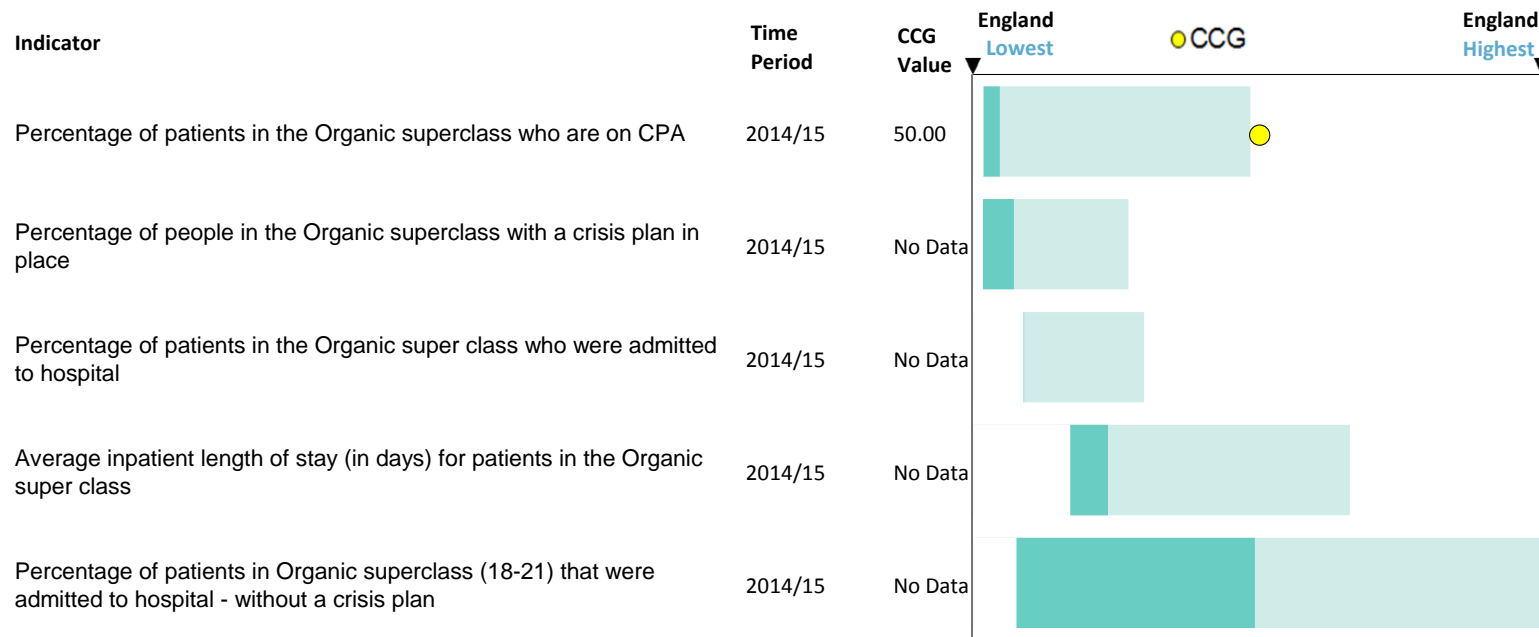 Indicator
Time
Period
CCG
Value
England
Lowest
CCG
England
Highest
Percentage of patients in the Organic superclass who are on CPA
2014/15
50.00
Percentage of people in the Organic superclass with a crisis plan in
place
2014/15
No Data
Percentage of patients in the Organic super class who were admitted
to hospital
2014/15
No Data
Average inpatient length of stay (in days) for patients in the Organic
super class
2014/15
No Data
Percentage of patients in Organic superclass (18-21) that were
admitted to hospital - without a crisis plan
2014/15
No Data